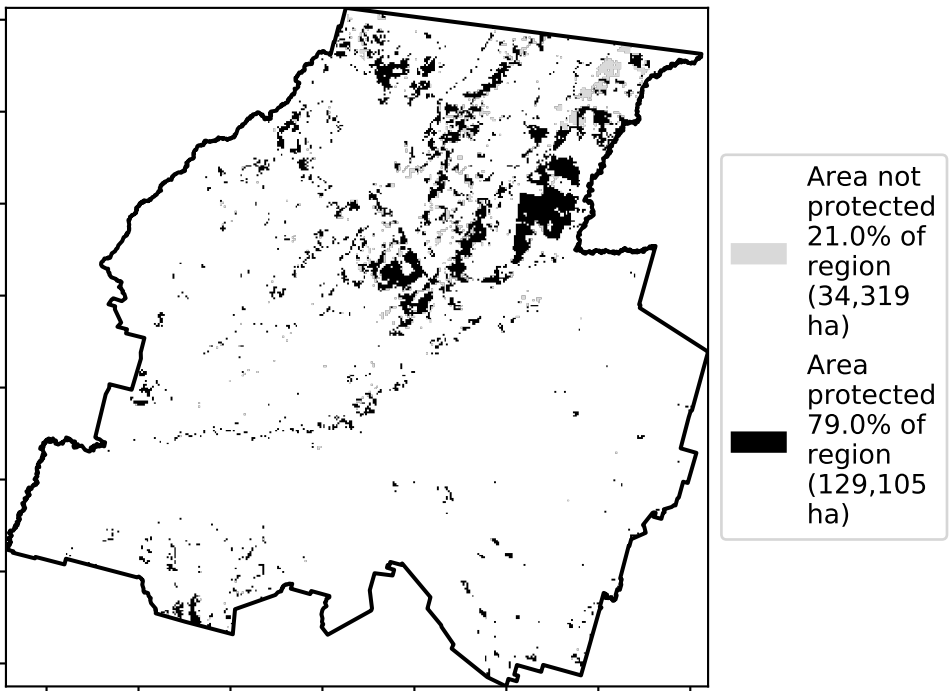 Area not
protected
21.0% of
region
(34,319
ha)
Area
protected
79.0% of
region
(129,105
ha)